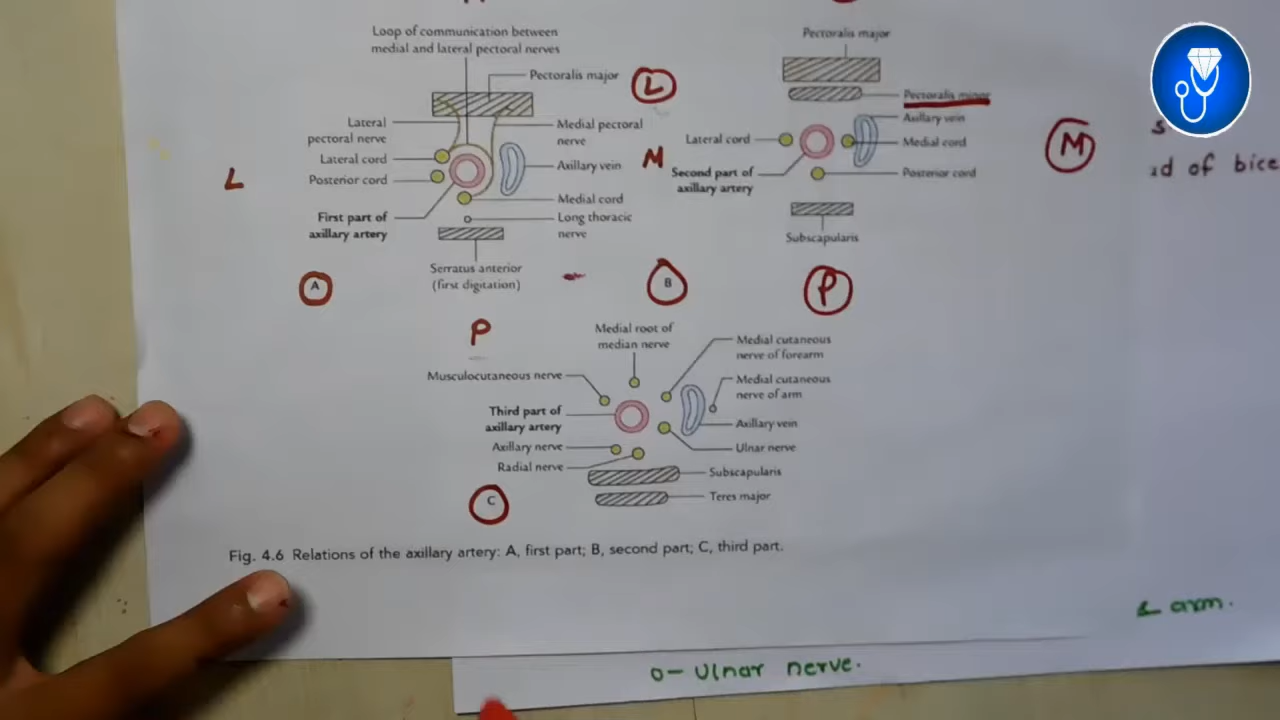 Loop of communication between
medial and lateral pectoral nerves
Pectoralis major
L
Lateral
pectoral nerve
Medial pectoral
nerve
Lateral cord
Axillary vein
M
L
Posterior cord
Medial cord
First part of
axillary artery
Long thoracic
nerve
Serratus anterior
(first digitation)
A
P
Pectoralis major
Pectoralis minor
Axillary vein
Lateral cord
Medial cord
M
Second part of
axillary artery
Posterior cord
Subscapularis
B
P
Medial root of
median nerve
Medial cutaneous
nerve of forearm
Musculocutaneous nerve
Medial cutaneous
nerve of arm
Third part of
axillary artery
Axillary vein
Axillary nerve
Ulnar nerve
Radial nerve
Subscapularis
Teres major
C
Fig. 4.6 Relations of the axillary artery: A, first part; B, second part; C, third part.
of bice
arm.
o- Ulnar nerve.